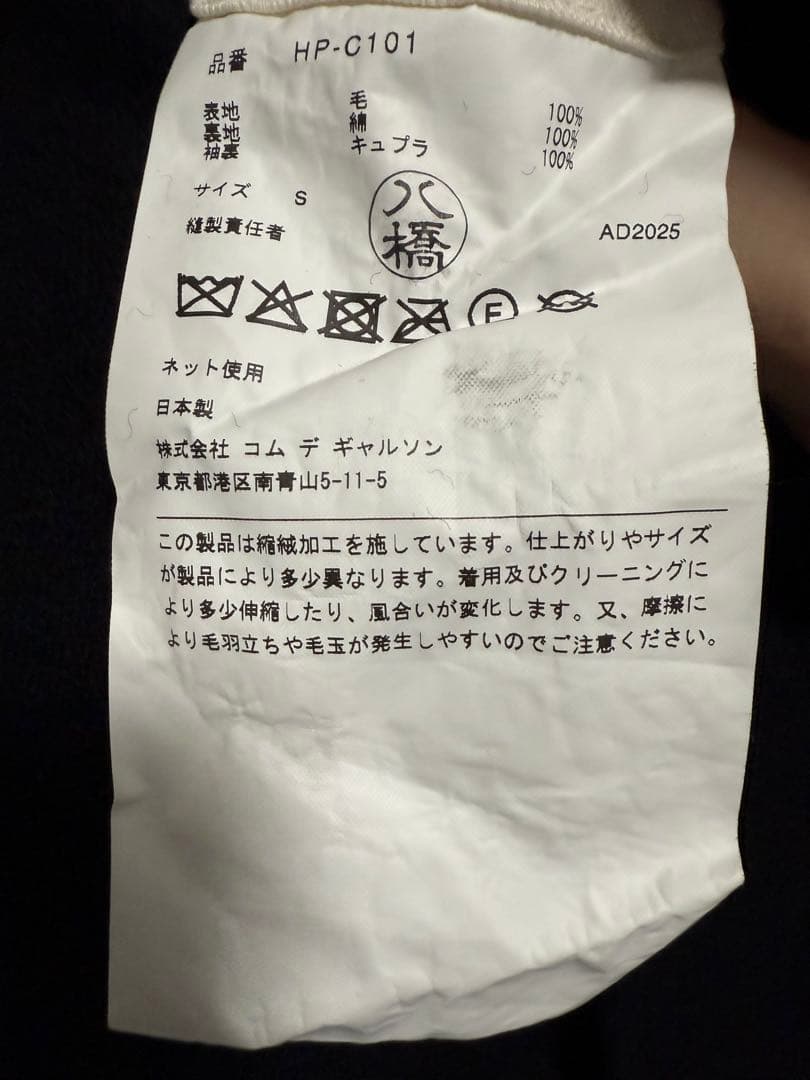 品番 HP-C101
表地 毛 100%
裏地 綿 100%
袖裏 キュプラ 100%
サイズ S
縫製責任者 八橋 AD2025
F
ネット使用
日本製
株式会社 コム デ ギャルソン
東京都港区南青山5-11-5
この製品は縮絨加工を施しています。仕上がりやサイズ
が製品により多少異なります。着用及びクリーニングに
より多少伸縮したり、風合いが変化します。又、摩擦に
より毛羽立ちや毛玉が発生しやすいのでご注意ください。